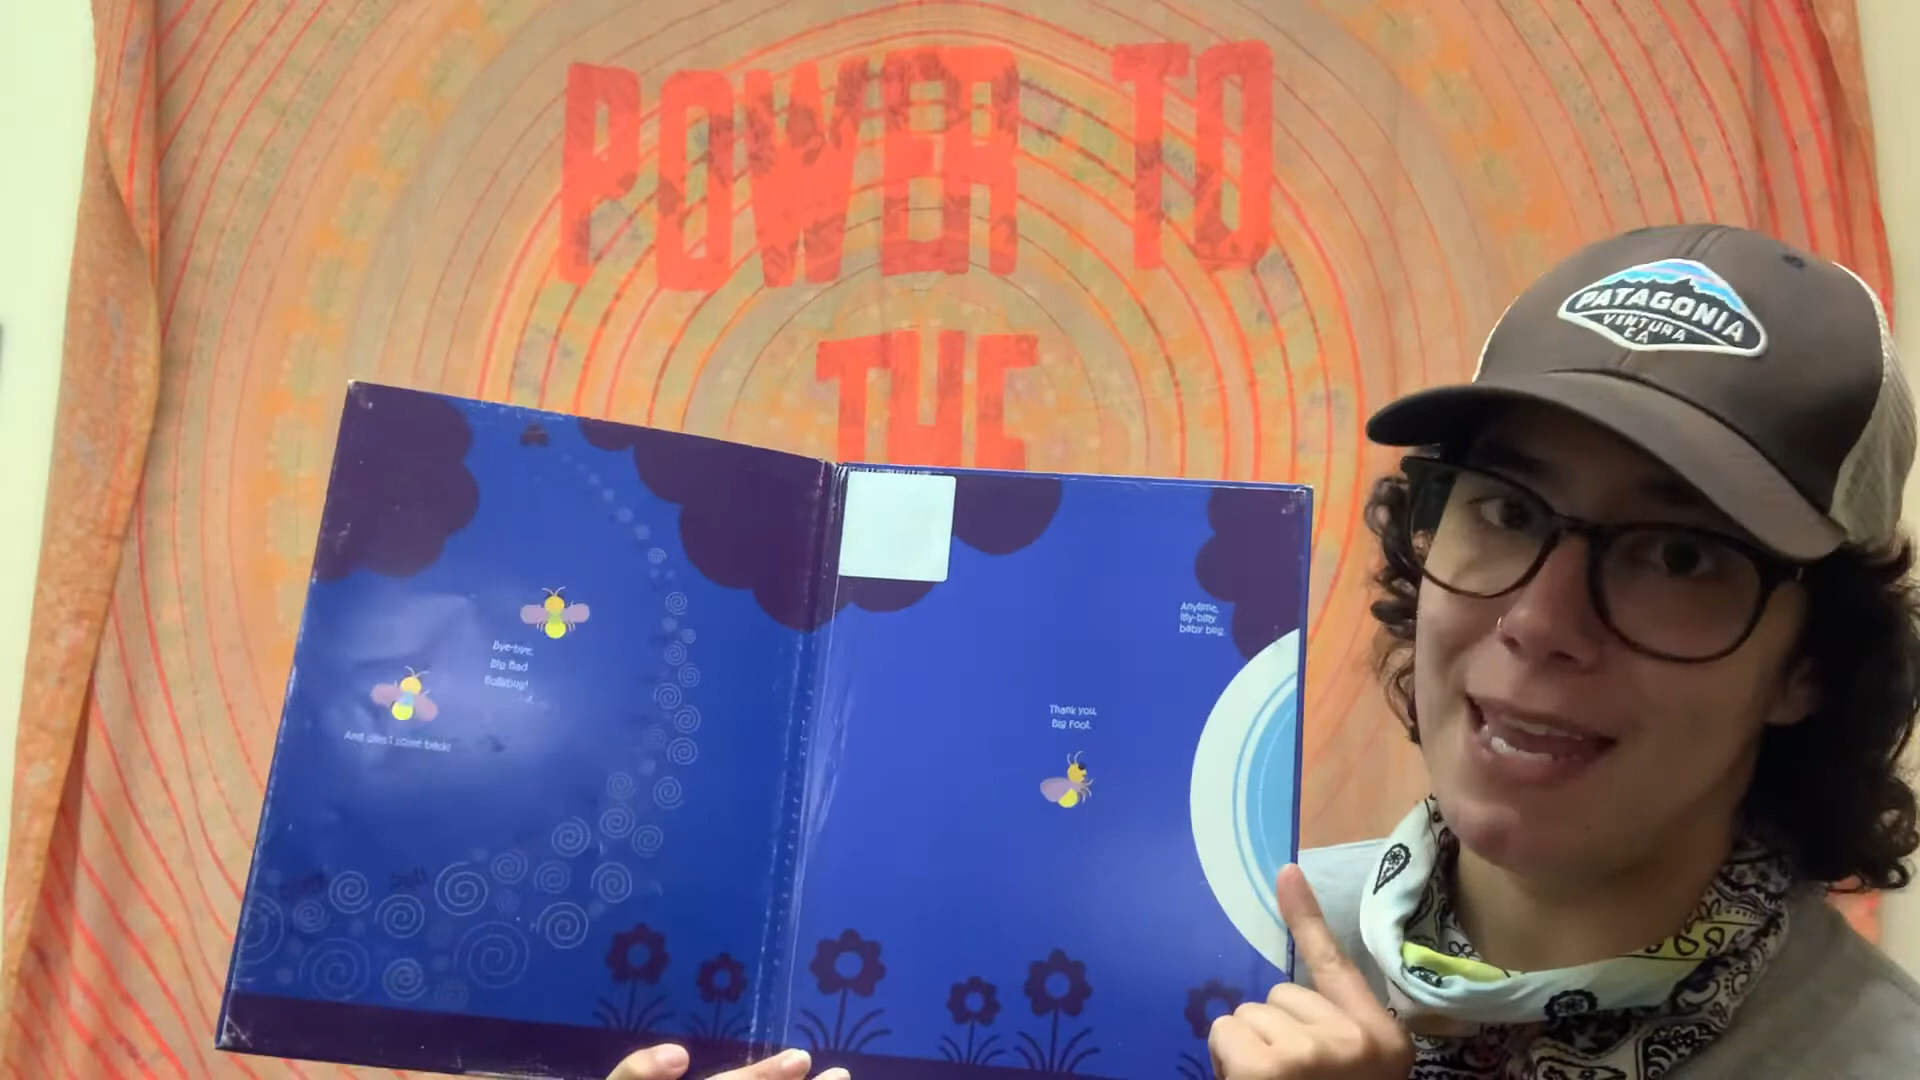 POWER TO
THE
PATAGONIA
VENTURA
CA
Bye-bye,
Big Bad
Bullybug!
And don't come back!
Anytime,
itty-bitty
baby bug.
Thank you,
Big Foot.